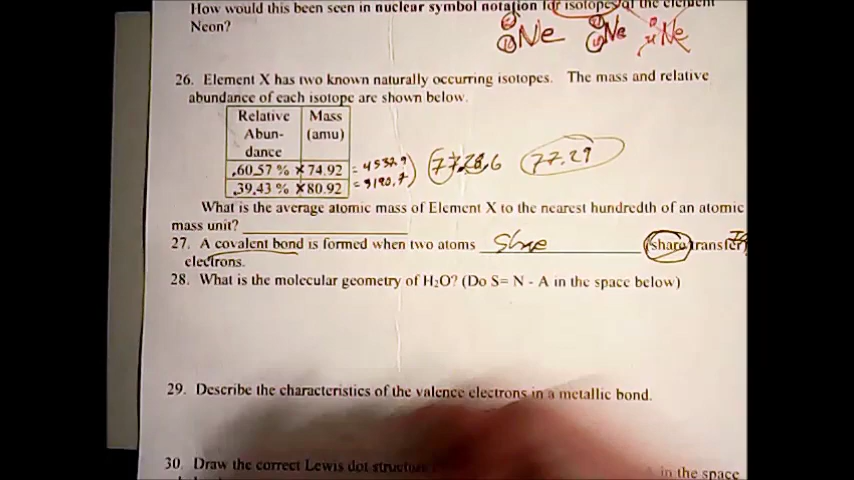 How would this been seen in nuclear symbol notation for isotopes of the element
Neon?
Ne Ne Ne
26. Element X has two known naturally occurring isotopes. The mass and relative
abundance of each isotope are shown below.
Relative Abun- dance Mass (amu)
.60.57 % × 74.92 = 4537.9
.39.43 % × 80.92 = 3190.7
7728.6 77.29
What is the average atomic mass of Element X to the nearest hundredth of an atomic
mass unit?
27. A covalent bond is formed when two atoms Share (share transfer)
electrons.
28. What is the molecular geometry of H₂O? (Do S= N - A in the space below)
29. Describe the characteristics of the valence electrons in a metallic bond.
30. Draw the correct Lewis dot structure in the space